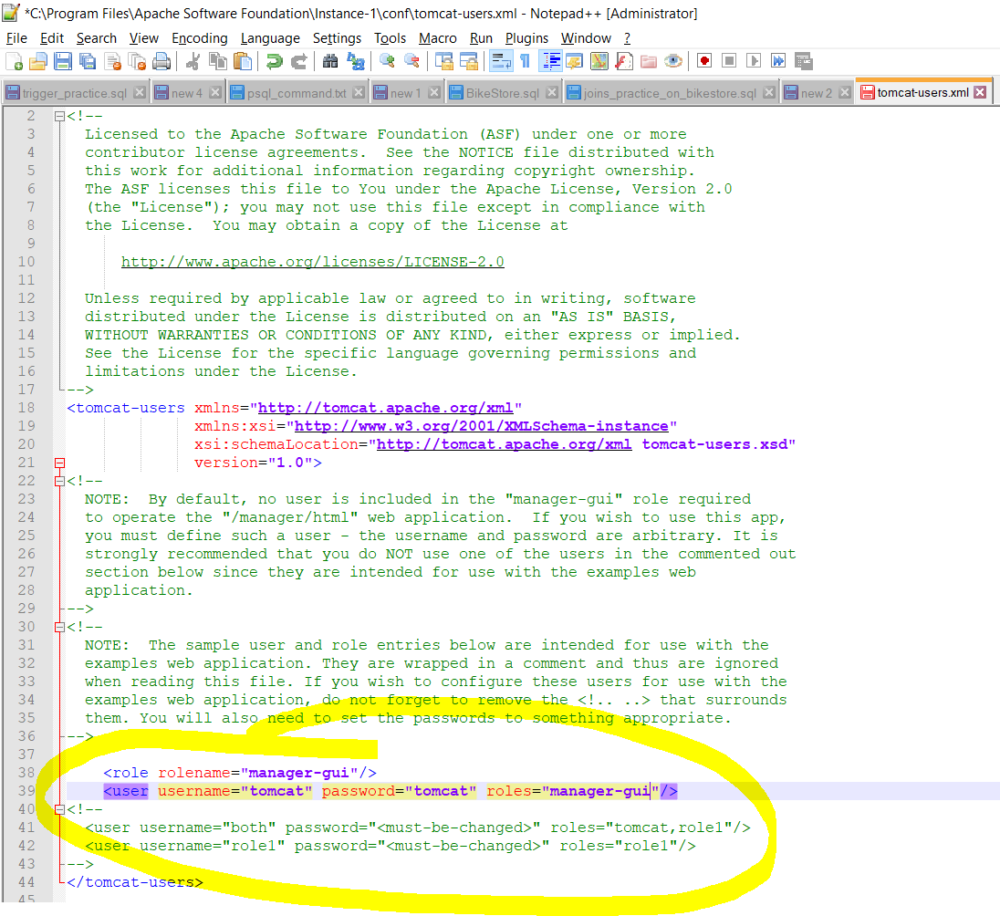 *C:\Program Files\Apache Software Foundation\Instance-1\conf\tomcat-users.xml - Notepad++ [Administrator]
File Edit Search View Encoding Language Settings Tools Macro Run Plugins Window ?
trigger_practice.sql new 4 psql_command.txt new 1 BikeStore.sql joins_practice_on_bikestore.sql new 2 tomcat-users.xml
2 <!--
3 Licensed to the Apache Software Foundation (ASF) under one or more
4 contributor license agreements.  See the NOTICE file distributed with
5 this work for additional information regarding copyright ownership.
6 The ASF licenses this file to You under the Apache License, Version 2.0
7 (the "License"); you may not use this file except in compliance with
8 the License.  You may obtain a copy of the License at
9
10 http://www.apache.org/licenses/LICENSE-2.0
11
12 Unless required by applicable law or agreed to in writing, software
13 distributed under the License is distributed on an "AS IS" BASIS,
14 WITHOUT WARRANTIES OR CONDITIONS OF ANY KIND, either express or implied.
15 See the License for the specific language governing permissions and
16 limitations under the License.
17 -->
18 <tomcat-users xmlns="http://tomcat.apache.org/xml"
19 xmlns:xsi="http://www.w3.org/2001/XMLSchema-instance"
20 xsi:schemaLocation="http://tomcat.apache.org/xml tomcat-users.xsd"
21 version="1.0">
22 <!--
23 NOTE:  By default, no user is included in the "manager-gui" role required
24 to operate the "/manager/html" web application.  If you wish to use this app,
25 you must define such a user - the username and password are arbitrary. It is
26 strongly recommended that you do NOT use one of the users in the commented out
27 section below since they are intended for use with the examples web
28 application.
29 -->
30 <!--
31 NOTE:  The sample user and role entries below are intended for use with the
32 examples web application. They are wrapped in a comment and thus are ignored
33 when reading this file. If you wish to configure these users for use with the
34 examples web application, do not forget to remove the <!.. ..> that surrounds
35 them. You will also need to set the passwords to something appropriate.
36 -->
37
38 <role rolename="manager-gui"/>
39 <user username="tomcat" password="tomcat" roles="manager-gui"/>
40 <!--
41 <user username="both" password="<must-be-changed>" roles="tomcat,role1"/>
42 <user username="role1" password="<must-be-changed>" roles="role1"/>
43 -->
44 </tomcat-users>
45